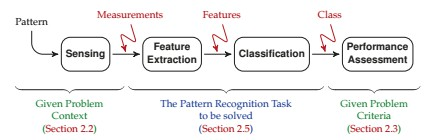 Measurements
Features
Class
Pattern
Sensing
Feature
Extraction
Classification
Performance
Assessment
Given Problem
Context
(Section 2.2)
The Pattern Recognition Task
to be solved
(Section 2.5)
Given Problem
Criteria
(Section 2.3)